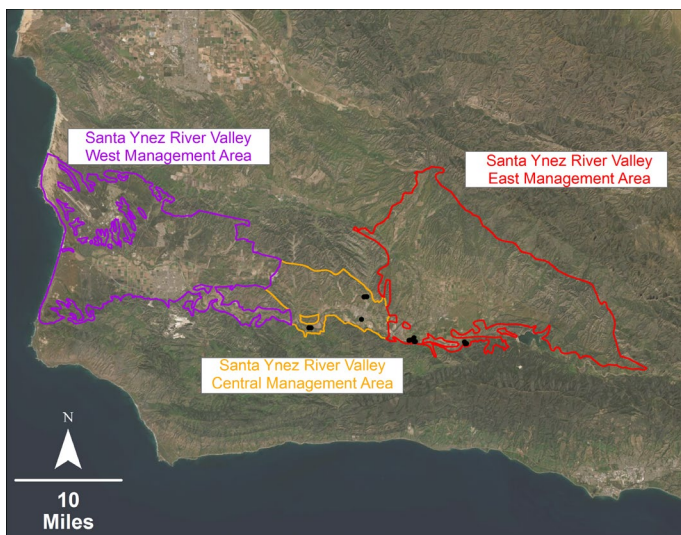 Santa Ynez River Valley
West Management Area
Santa Ynez River Valley
East Management Area
Santa Ynez River Valley
Central Management Area
N
10
Miles